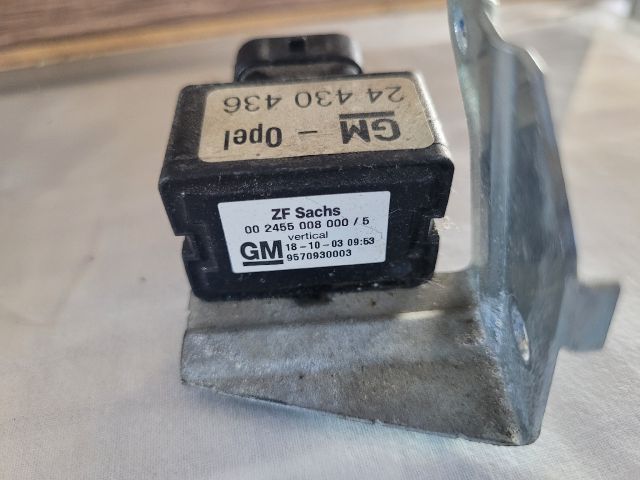 24 430 436
GM - Opel
ZF Sachs
00 2455 008 000 / 5
vertical
GM 18-10-03 09:53
9570930003